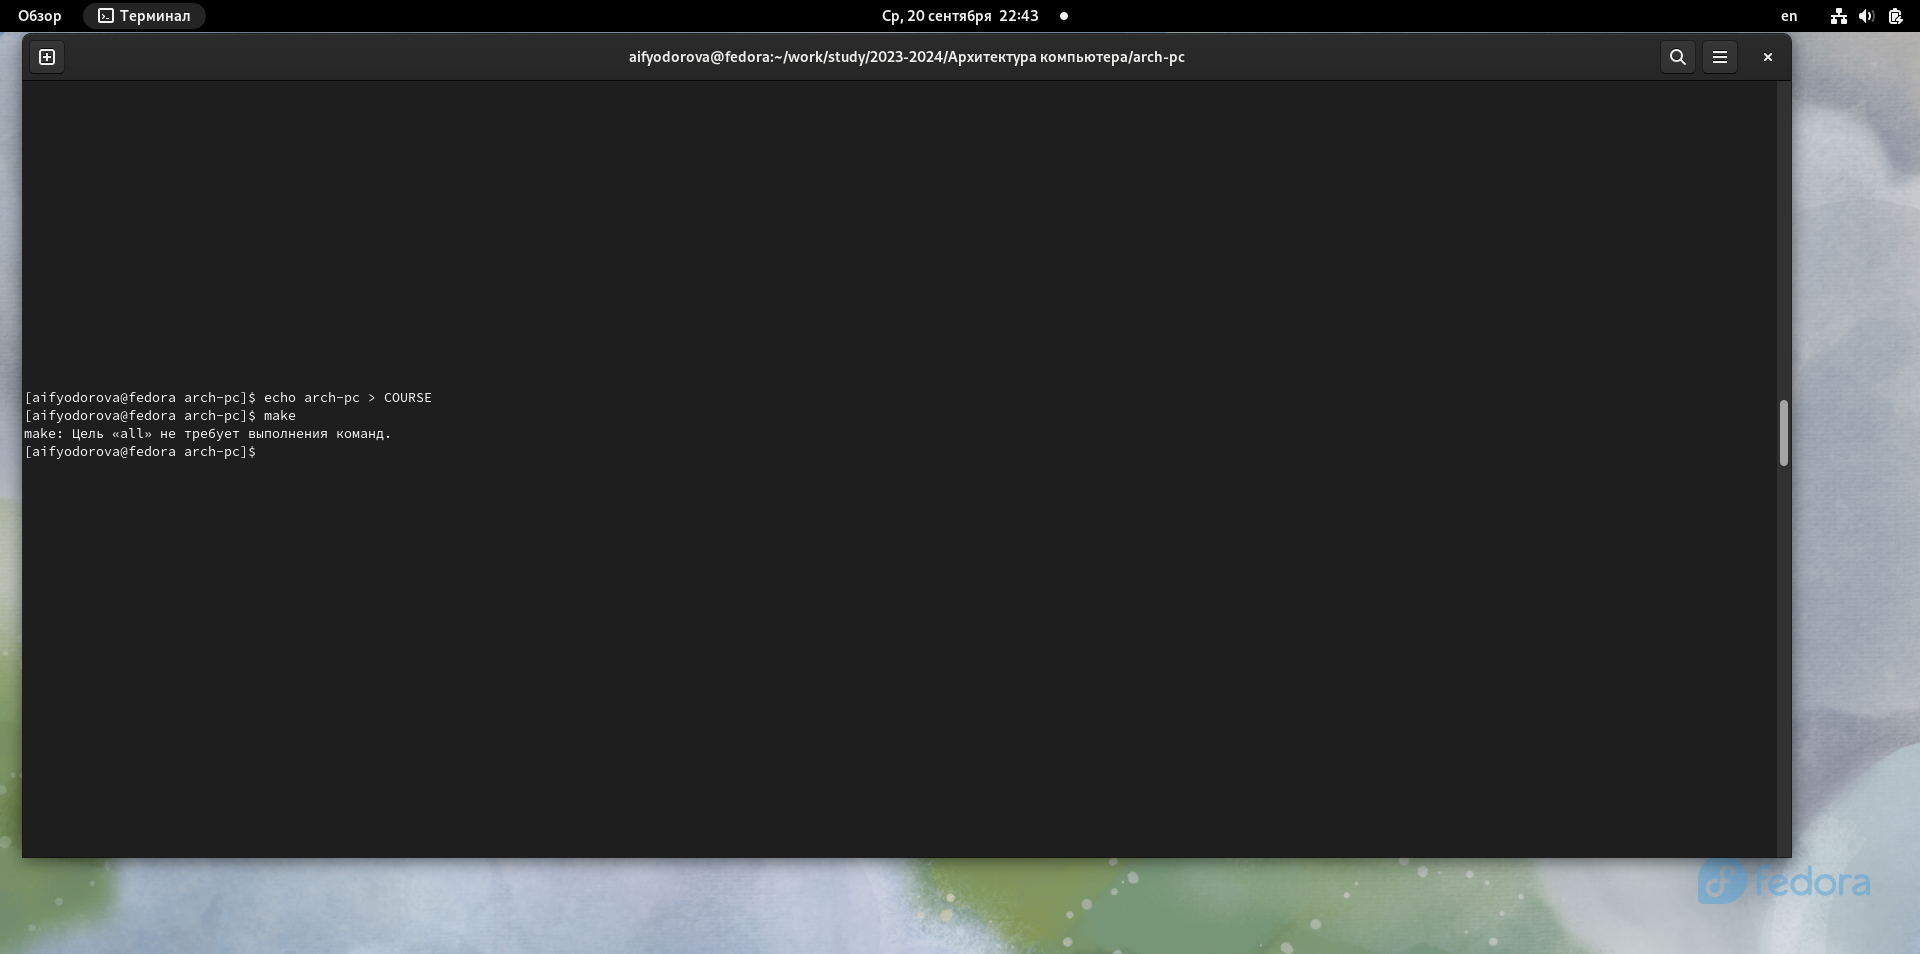 Обзор Терминал Ср, 20 сентября 22:43 en
aifyodorova@fedora:~/work/study/2023-2024/Архитектура компьютера/arch-pc
[aifyodorova@fedora arch-pc]$ echo arch-pc > COURSE
[aifyodorova@fedora arch-pc]$ make
make: Цель «all» не требует выполнения команд.
[aifyodorova@fedora arch-pc]$
fedora